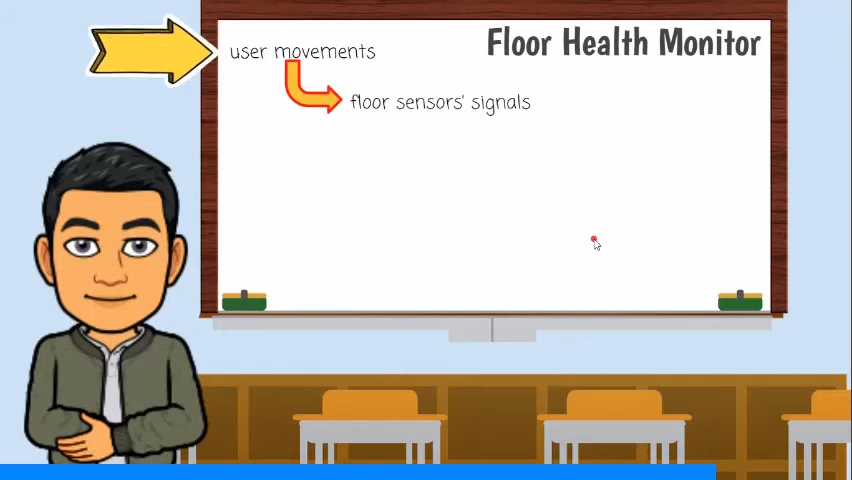 Floor Health Monitor
user movements
floor sensors' signals